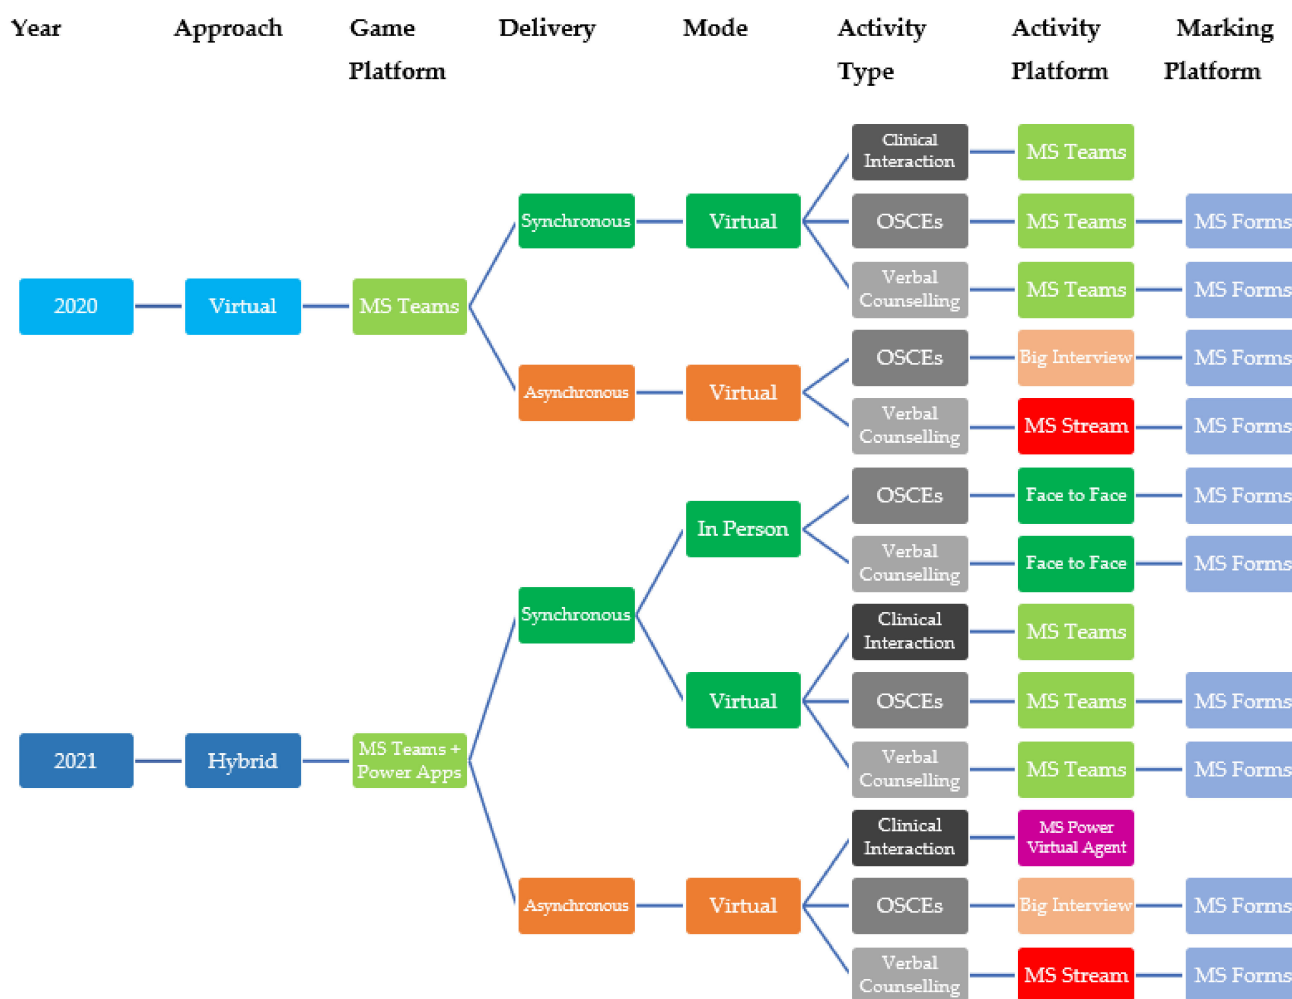 Year Approach Game Delivery Mode Activity Activity Marking
Platform Type Platform Platform
Clinical
Interaction
MS Teams
Synchronous Virtual OSCEs MS Teams MS Forms
Verbal
Counselling
MS Teams MS Forms
2020 Virtual MS Teams
OSCEs Big Interview MS Forms
Asynchronous Virtual
Verbal
Counselling
MS Stream MS Forms
OSCEs Face to Face MS Forms
In Person
Verbal
Counselling
Face to Face MS Forms
Synchronous
Clinical
Interaction
MS Teams
Virtual OSCEs MS Teams MS Forms
2021 Hybrid
MS Teams +
Power Apps
Verbal
Counselling
MS Teams MS Forms
Clinical
Interaction
MS Power
Virtual Agent
Asynchronous Virtual OSCEs Big Interview MS Forms
Verbal
Counselling
MS Stream MS Forms